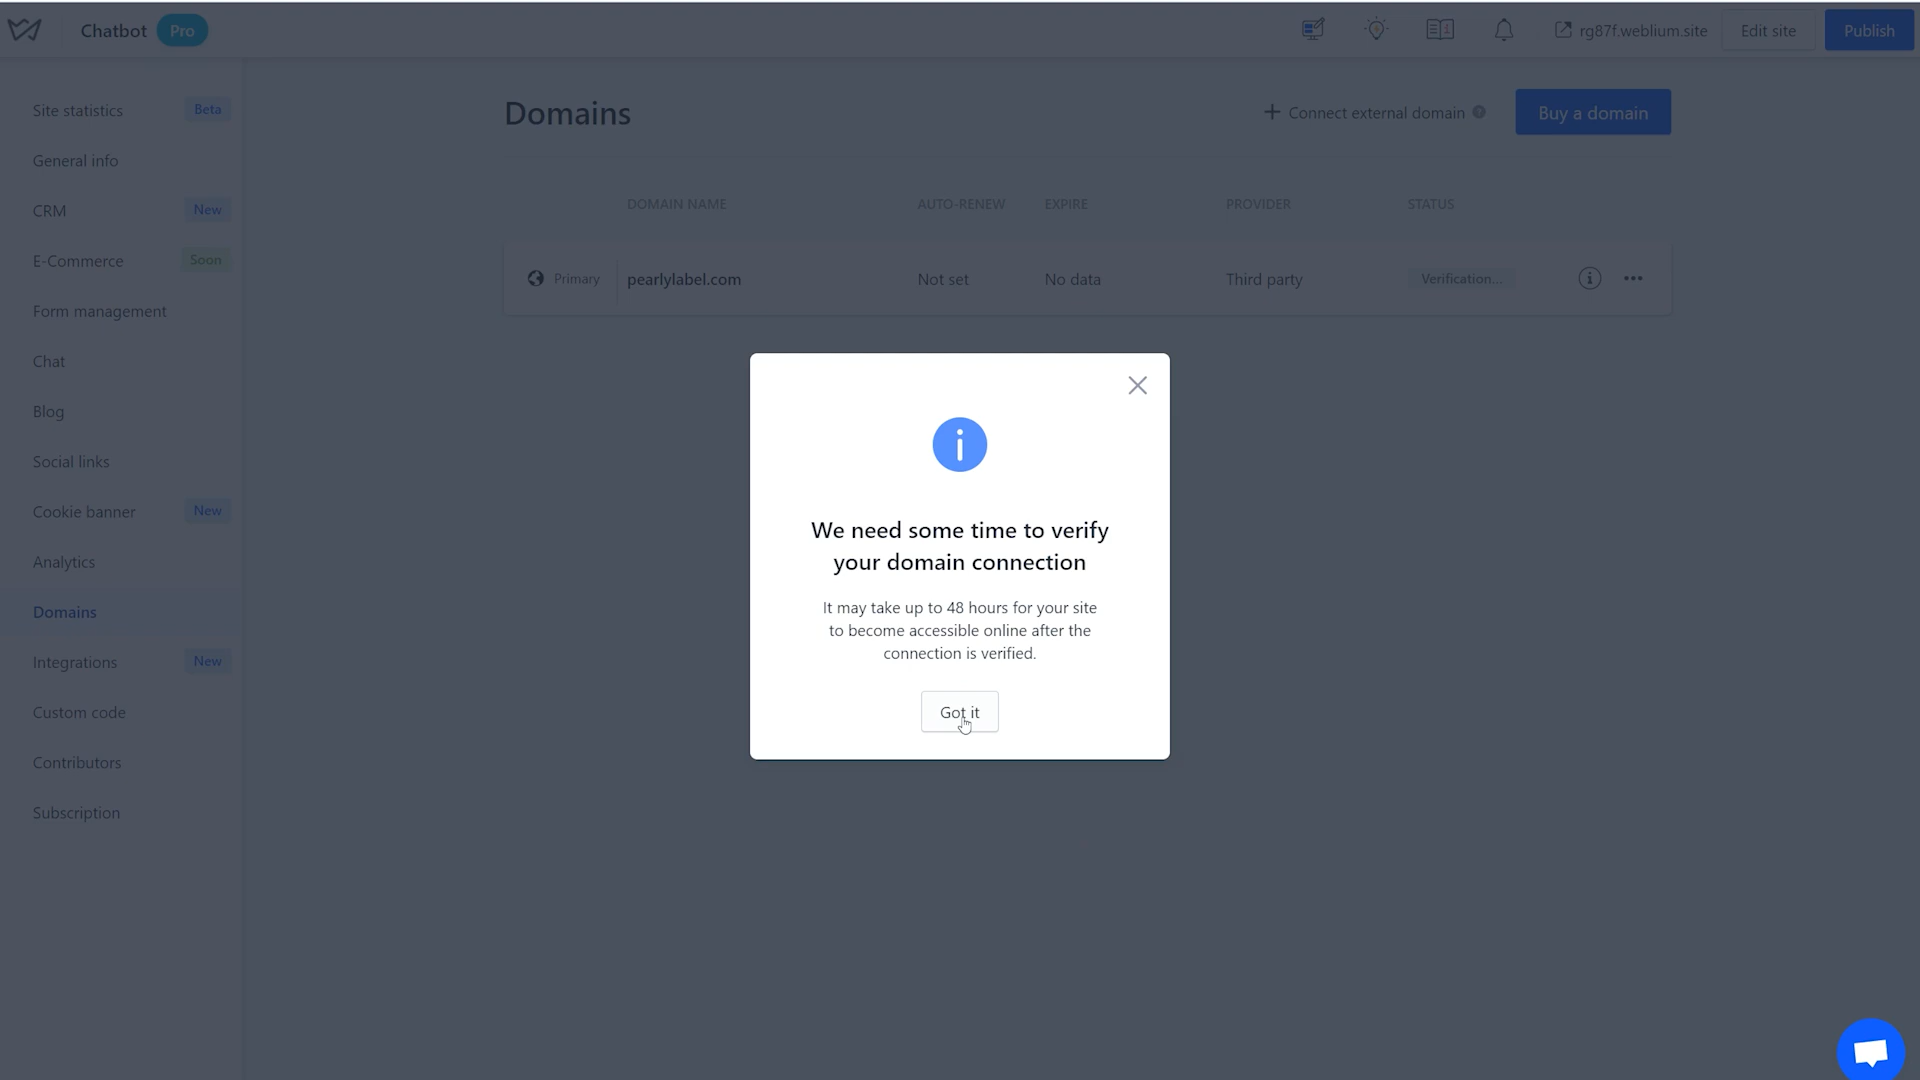 Chatbot Pro
rg87f.weblium.site Edit site Publish
Site statistics Beta
General info
CRM New
E-Commerce Soon
Form management
Chat
Blog
Social links
Cookie banner New
Analytics
Domains
Integrations New
Custom code
Contributors
Subscription
Domains
Connect external domain ? Buy a domain
DOMAIN NAME AUTO-RENEW EXPIRE PROVIDER STATUS
Primary pearlylabel.com Not set No data Third party Verification...
We need some time to verify
your domain connection
It may take up to 48 hours for your site
to become accessible online after the
connection is verified.
Got it